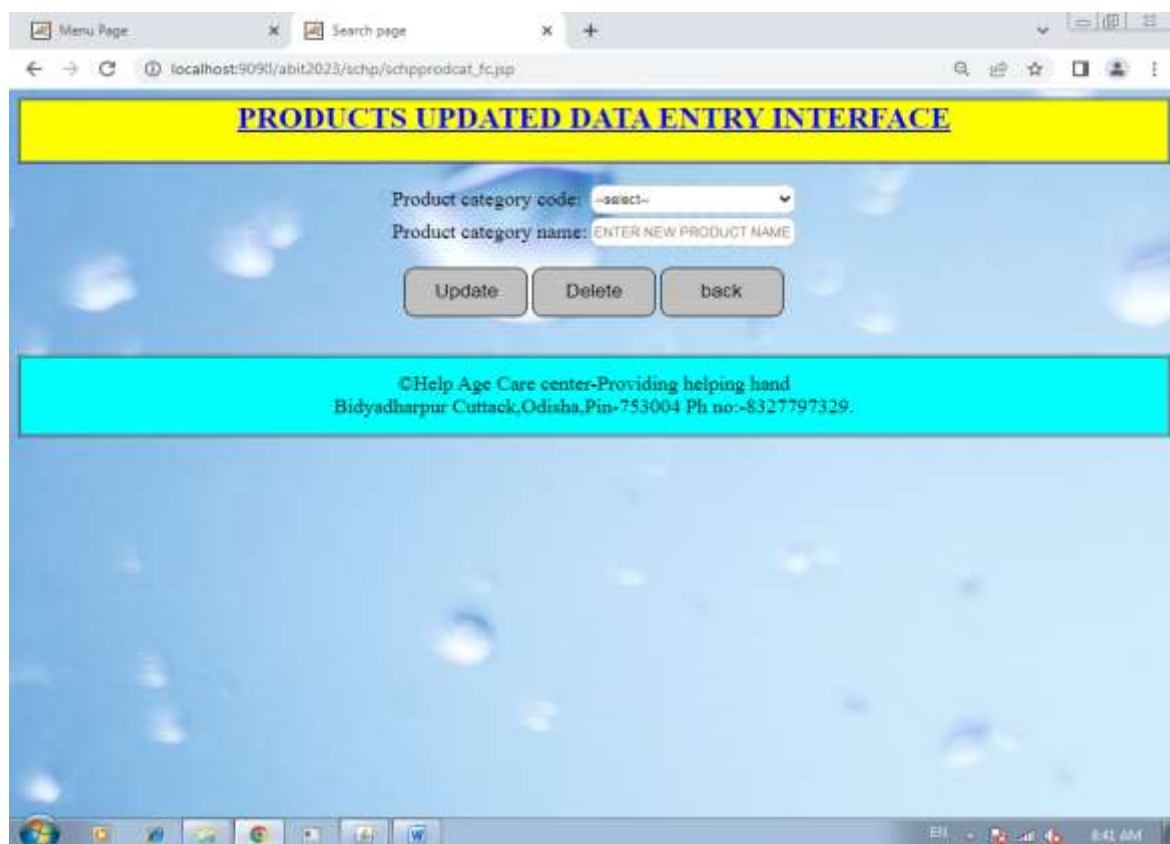 Menu Page
Search page
localhost:9090/abit2023/schp/schpprodcat_fc.jsp
PRODUCTS UPDATED DATA ENTRY INTERFACE
Product category code: --select--
Product category name: ENTER NEW PRODUCT NAME
Update Delete back
©Help Age Care center-Providing helping hand
Bidyadharpur Cuttack,Odisha,Pin-753004 Ph no:-8327797329.
EN 8:41 AM